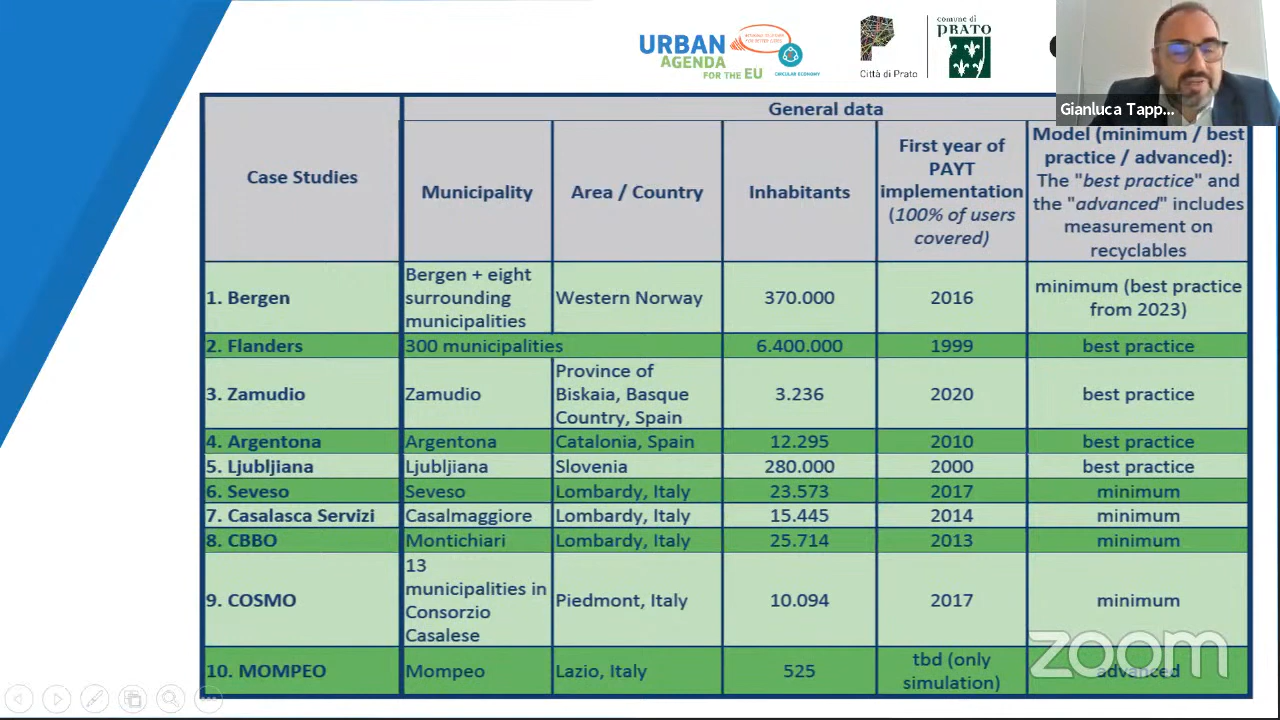 URBAN
AGENDA
FOR THE EU
CIRCULAR ECONOMY
Città di Prato
comune di
PRATO
Gianluca Tapp...
General data
Case Studies
Municipality
Area / Country
Inhabitants
First year of
PAYT
implementation
(100% of users
covered)
Model (minimum / best
practice / advanced):
The "best practice" and
the "advanced" includes
measurement on
recyclables
1. Bergen
Bergen + eight
surrounding
municipalities
Western Norway
370.000
2016
minimum (best practice
from 2023)
2. Flanders
300 municipalities
6.400.000
1999
best practice
3. Zamudio
Zamudio
Province of
Biskaia, Basque
Country, Spain
3.236
2020
best practice
4. Argentona
Argentona
Catalonia, Spain
12.295
2010
best practice
5. Ljubljiana
Ljubljiana
Slovenia
280.000
2000
best practice
6. Seveso
Seveso
Lombardy, Italy
23.573
2017
minimum
7. Casalasca Servizi
Casalmaggiore
Lombardy, Italy
15.445
2014
minimum
8. CBBO
Montichiari
Lombardy, Italy
25.714
2013
minimum
9. COSMO
13
municipalities in
Consorzio
Casalese
Piedmont, Italy
10.094
2017
minimum
10. MOMPEO
Mompeo
Lazio, Italy
525
tbd (only
simulation)
advanced
zoom